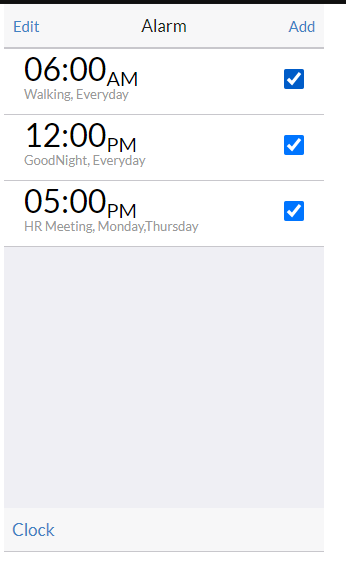 Edit Alarm Add
06:00AM
Walking, Everyday
12:00PM
GoodNight, Everyday
05:00PM
HR Meeting, Monday,Thursday
Clock